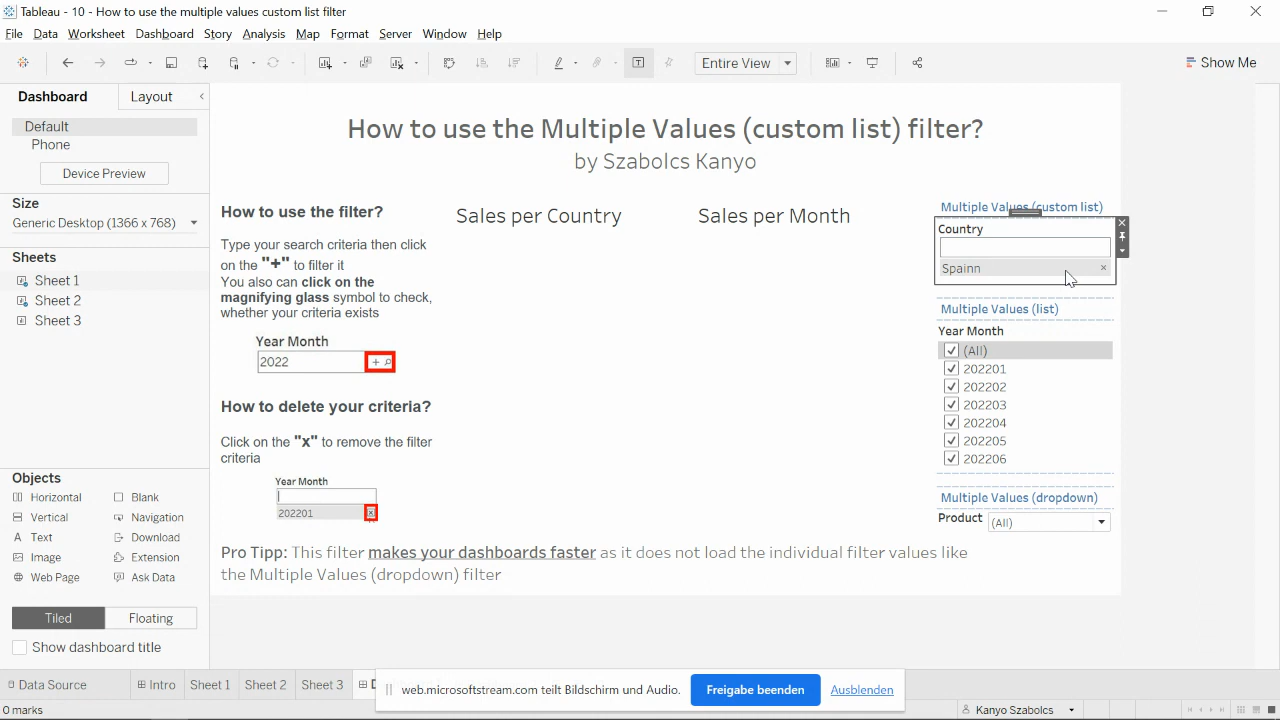 Tableau - 10 - How to use the multiple values custom list filter
File Data Worksheet Dashboard Story Analysis Map Format Server Window Help
Entire View
Show Me
Dashboard
Layout
Default
Phone
Device Preview
Size
Generic Desktop (1366 x 768)
Sheets
Sheet 1
Sheet 2
Sheet 3
Objects
Horizontal
Blank
Vertical
Navigation
Text
Download
Image
Extension
Web Page
Ask Data
Tiled
Floating
Show dashboard title
How to use the Multiple Values (custom list) filter?
by Szabolcs Kanyo
How to use the filter?
Type your search criteria then click
on the "+" to filter it
You also can click on the
magnifying glass symbol to check,
whether your criteria exists
Year Month
2022
How to delete your criteria?
Click on the "x" to remove the filter
criteria
Year Month
202201
Sales per Country
Sales per Month
Multiple Values (custom list)
Country
Spainn
Multiple Values (list)
Year Month
(All)
202201
202202
202203
202204
202205
202206
Multiple Values (dropdown)
Product
(All)
Pro Tipp: This filter makes your dashboards faster as it does not load the individual filter values like
the Multiple Values (dropdown) filter
Data Source
Intro
Sheet 1
Sheet 2
Sheet 3
web.microsoftstream.com teilt Bildschirm und Audio.
Freigabe beenden
Ausblenden
0 marks
Kanyo Szabolcs